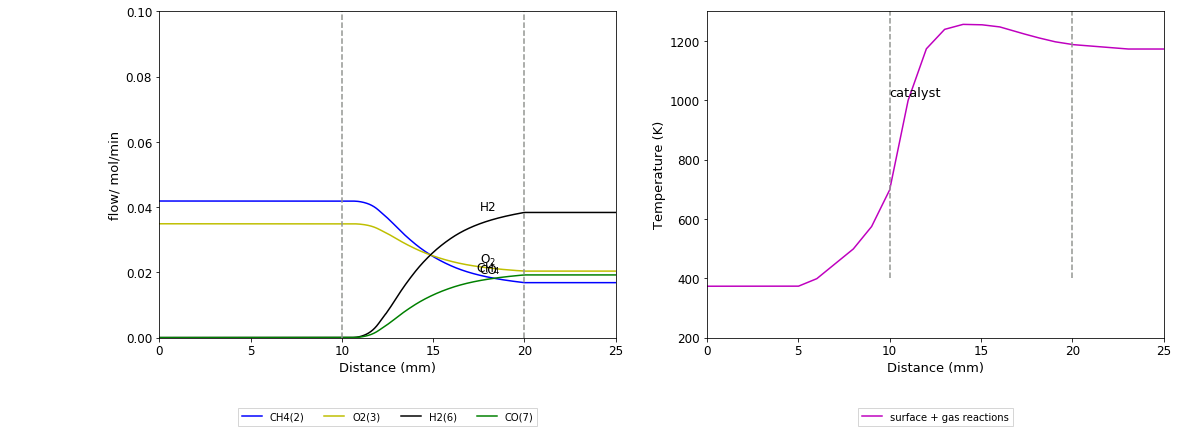 0.10
0.08
0.06
0.04
0.02
0.00
flow/ mol/min
H2
O₂
CH₄
CO
0 5 10 15 20 25
Distance (mm)
CH4(2) O2(3) H2(6) CO(7)
1200
1000
800
600
400
200
Temperature (K)
catalyst
0 5 10 15 20 25
Distance (mm)
surface + gas reactions